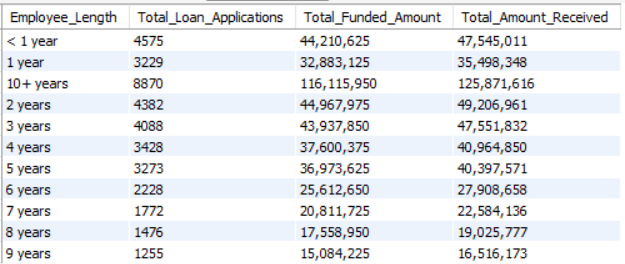 Employee_Length Total_Loan_Applications Total_Funded_Amount Total_Amount_Received
< 1 year 4575 44,210,625 47,545,011
1 year 3229 32,883,125 35,498,348
10+ years 8870 116,115,950 125,871,616
2 years 4382 44,967,975 49,206,961
3 years 4088 43,937,850 47,551,832
4 years 3428 37,600,375 40,964,850
5 years 3273 36,973,625 40,397,571
6 years 2228 25,612,650 27,908,658
7 years 1772 20,811,725 22,584,136
8 years 1476 17,558,950 19,025,777
9 years 1255 15,084,225 16,516,173